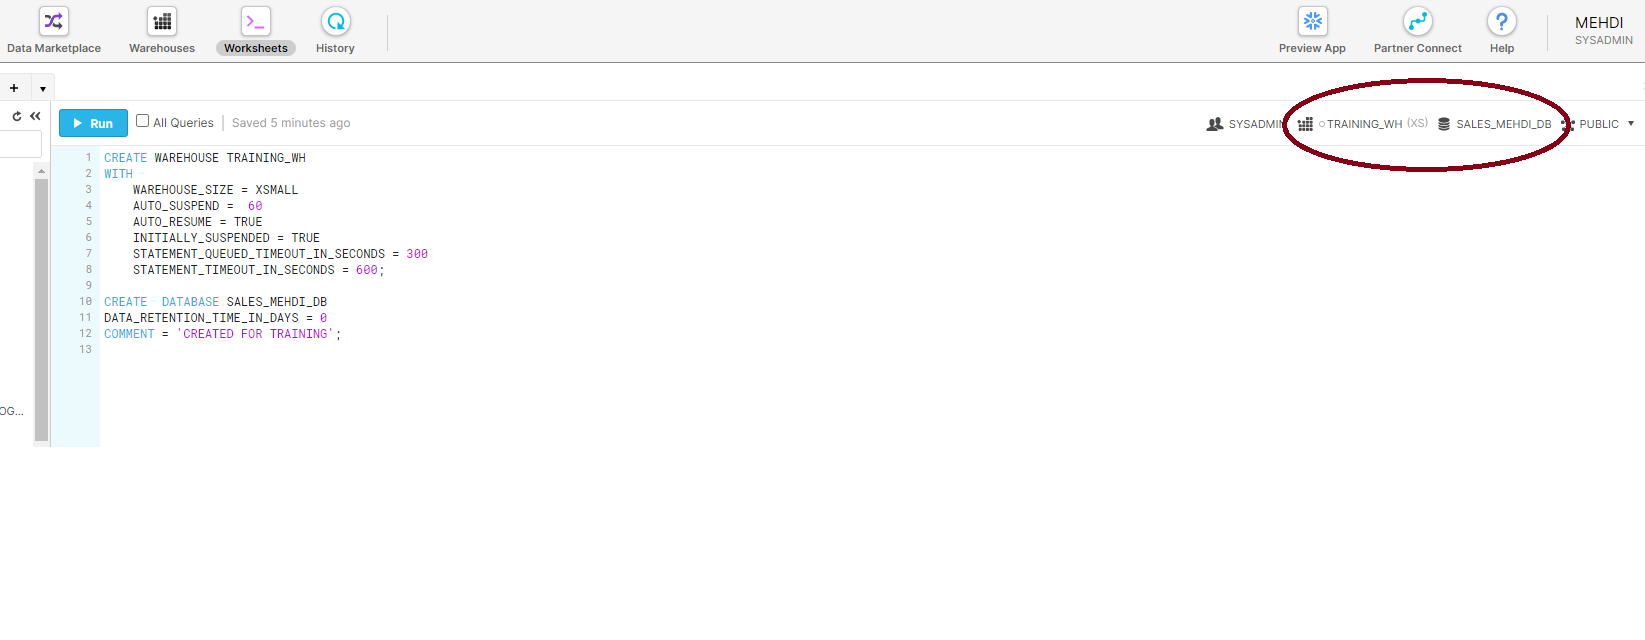 Data Marketplace Warehouses Worksheets History Preview App Partner Connect Help
MEHDI
SYSADMIN
Run All Queries Saved 5 minutes ago SYSADMIN TRAINING_WH (XS) SALES_MEHDI_DB PUBLIC
1 CREATE WAREHOUSE TRAINING_WH
2 WITH
3 WAREHOUSE_SIZE = XSMALL
4 AUTO_SUSPEND =  60
5 AUTO_RESUME = TRUE
6 INITIALLY_SUSPENDED = TRUE
7 STATEMENT_QUEUED_TIMEOUT_IN_SECONDS = 300
8 STATEMENT_TIMEOUT_IN_SECONDS = 600;
9
10 CREATE  DATABASE SALES_MEHDI_DB
11 DATA_RETENTION_TIME_IN_DAYS = 0
12 COMMENT = 'CREATED FOR TRAINING';
13
OG...